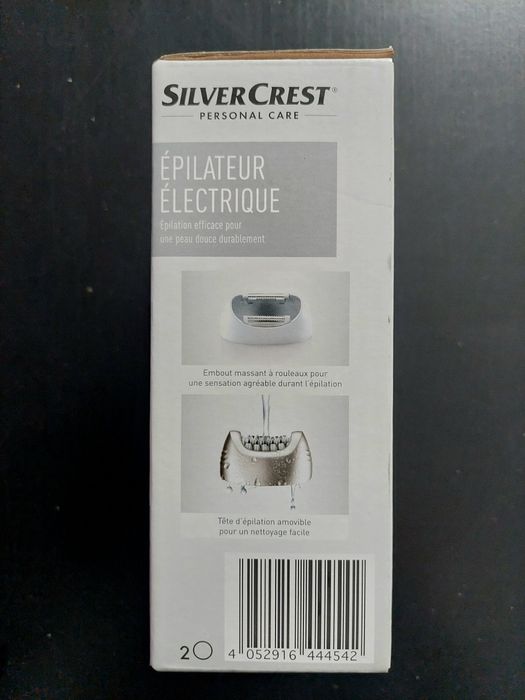 SILVERCREST®
PERSONAL CARE
ÉPILATEUR
ÉLECTRIQUE
Épilation efficace pour
une peau douce durablement
Embout massant à rouleaux pour
une sensation agréable durant l'épilation
Tête d'épilation amovible
pour un nettoyage facile
2
4 052916 444542